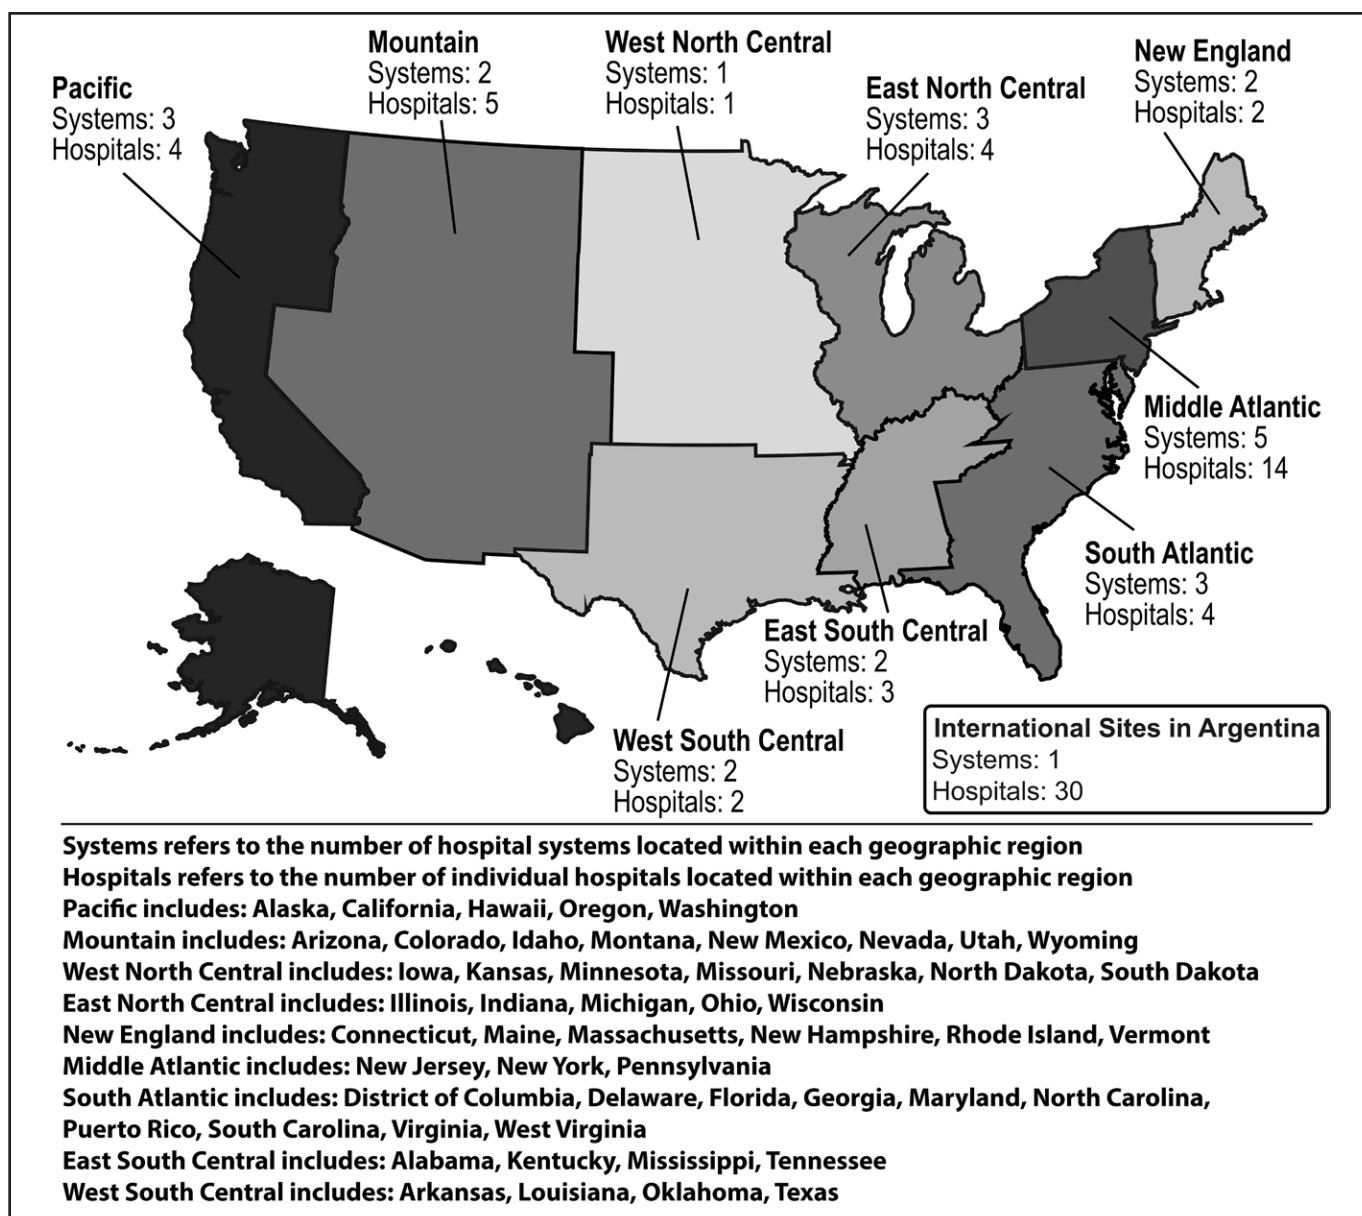 Mountain
Systems: 2
Hospitals: 5
West North Central
Systems: 1
Hospitals: 1
New England
Systems: 2
Hospitals: 2
Pacific
Systems: 3
Hospitals: 4
East North Central
Systems: 3
Hospitals: 4
Middle Atlantic
Systems: 5
Hospitals: 14
South Atlantic
Systems: 3
Hospitals: 4
East South Central
Systems: 2
Hospitals: 3
West South Central
Systems: 2
Hospitals: 2
International Sites in Argentina
Systems: 1
Hospitals: 30
Systems refers to the number of hospital systems located within each geographic region
Hospitals refers to the number of individual hospitals located within each geographic region
Pacific includes: Alaska, California, Hawaii, Oregon, Washington
Mountain includes: Arizona, Colorado, Idaho, Montana, New Mexico, Nevada, Utah, Wyoming
West North Central includes: Iowa, Kansas, Minnesota, Missouri, Nebraska, North Dakota, South Dakota
East North Central includes: Illinois, Indiana, Michigan, Ohio, Wisconsin
New England includes: Connecticut, Maine, Massachusetts, New Hampshire, Rhode Island, Vermont
Middle Atlantic includes: New Jersey, New York, Pennsylvania
South Atlantic includes: District of Columbia, Delaware, Florida, Georgia, Maryland, North Carolina,
Puerto Rico, South Carolina, Virginia, West Virginia
East South Central includes: Alabama, Kentucky, Mississippi, Tennessee
West South Central includes: Arkansas, Louisiana, Oklahoma, Texas